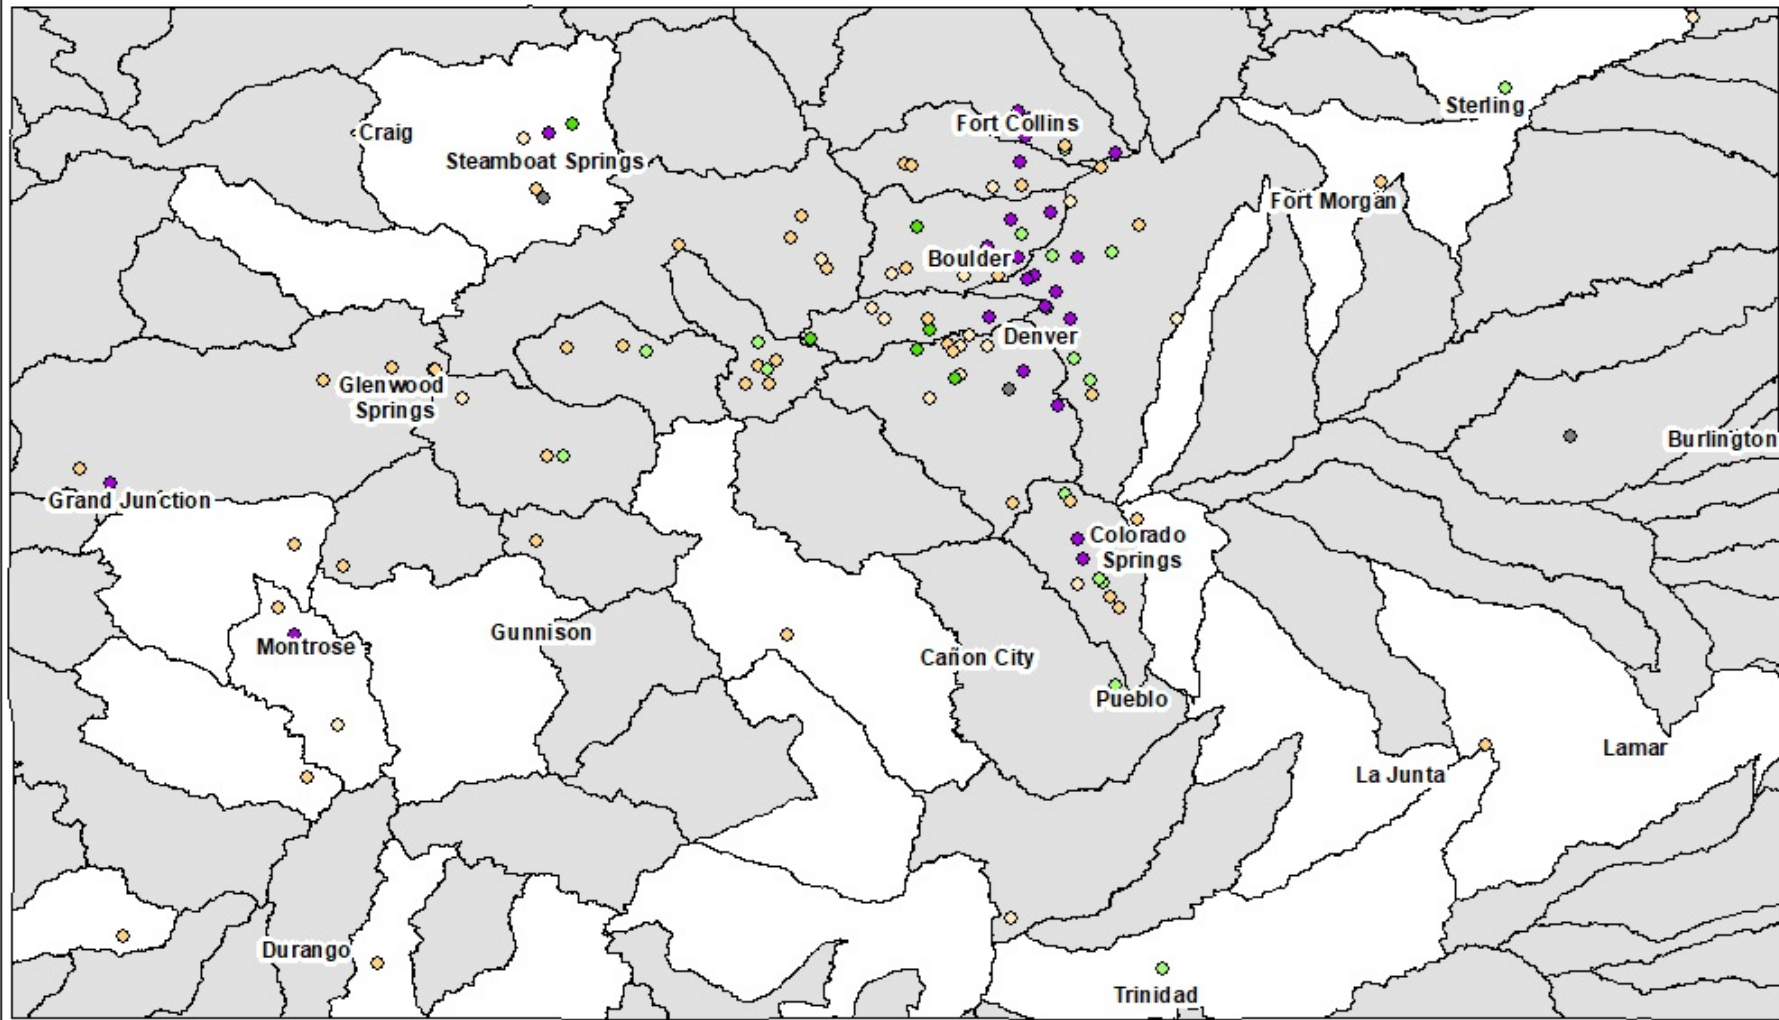 Sterling
Fort Collins
Craig
Steamboat Springs
Fort Morgan
Boulder
Denver
Glenwood
Springs
Burlington
Grand Junction
Colorado
Springs
Gunnison
Montrose
Cañon City
Pueblo
Lamar
La Junta
Durango
Trinidad